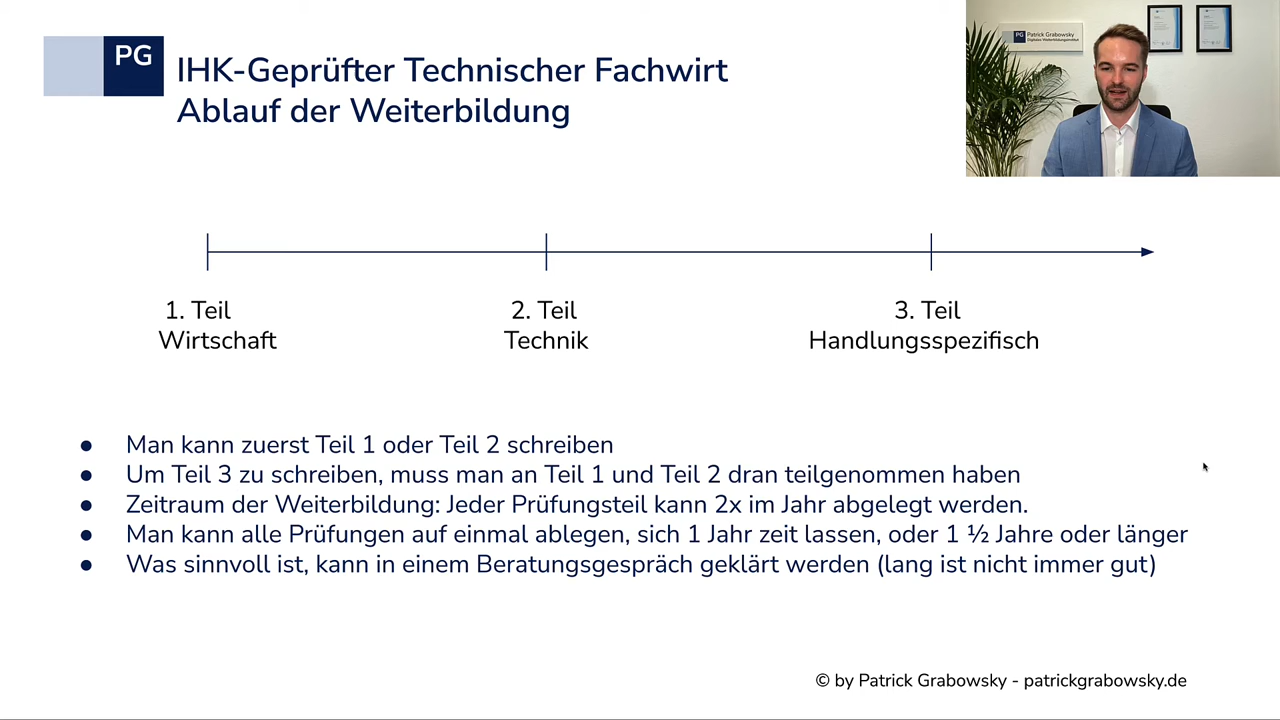 PG
IHK-Geprüfter Technischer Fachwirt
Ablauf der Weiterbildung
PG
Patrick Grabowsky
Digitales Weiterbildungsinstitut
1. Teil
Wirtschaft
2. Teil
Technik
3. Teil
Handlungsspezifisch
● Man kann zuerst Teil 1 oder Teil 2 schreiben
● Um Teil 3 zu schreiben, muss man an Teil 1 und Teil 2 dran teilgenommen haben
● Zeitraum der Weiterbildung: Jeder Prüfungsteil kann 2x im Jahr abgelegt werden.
● Man kann alle Prüfungen auf einmal ablegen, sich 1 Jahr zeit lassen, oder 1 ½ Jahre oder länger
● Was sinnvoll ist, kann in einem Beratungsgespräch geklärt werden (lang ist nicht immer gut)
© by Patrick Grabowsky - patrickgrabowsky.de